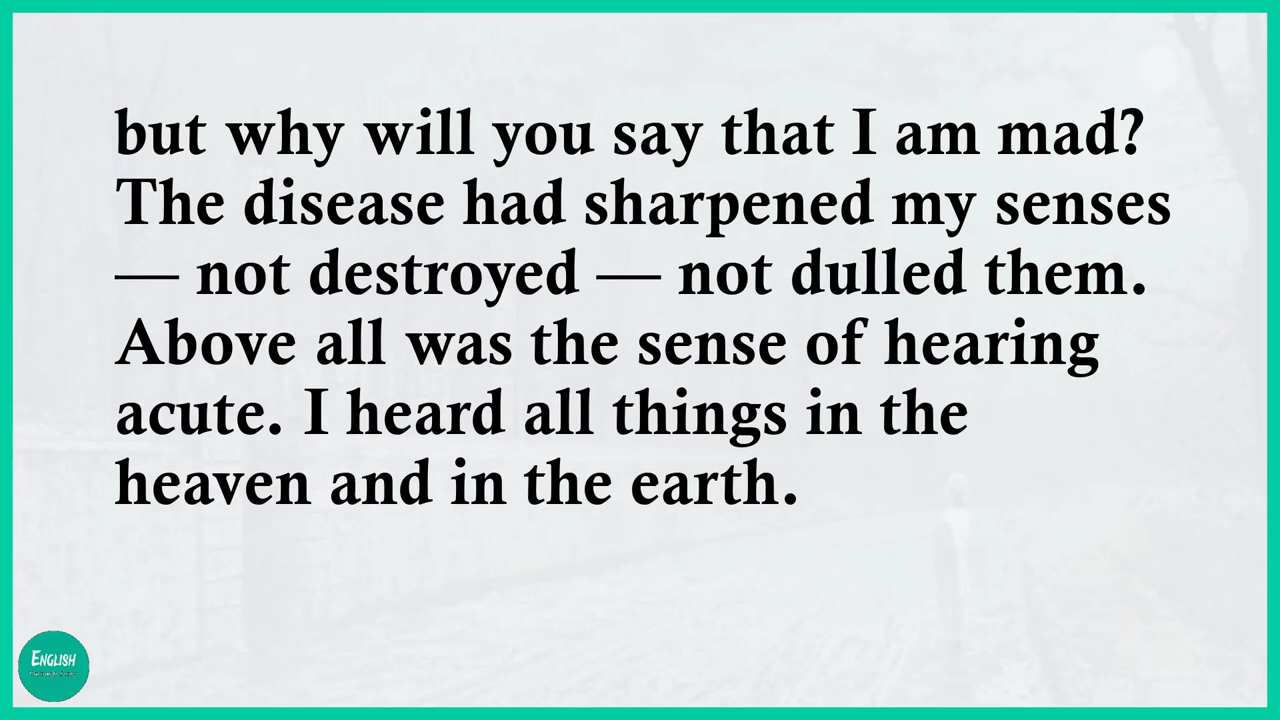 but why will you say that I am mad?
The disease had sharpened my senses
— not destroyed — not dulled them.
Above all was the sense of hearing
acute. I heard all things in the
heaven and in the earth.
ENGLISH